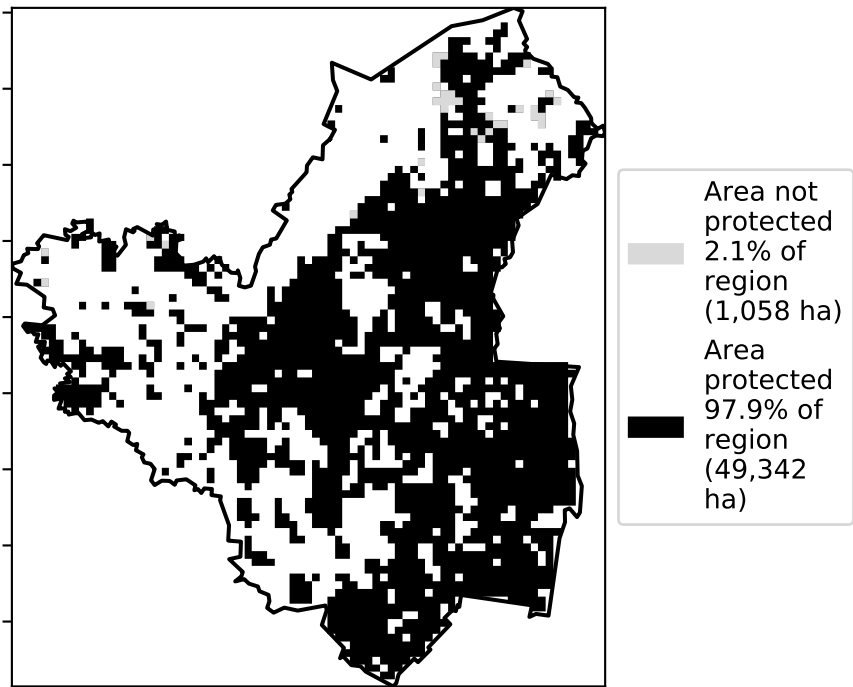 Area not
protected
2.1% of
region
(1,058 ha)
Area
protected
97.9% of
region
(49,342
ha)